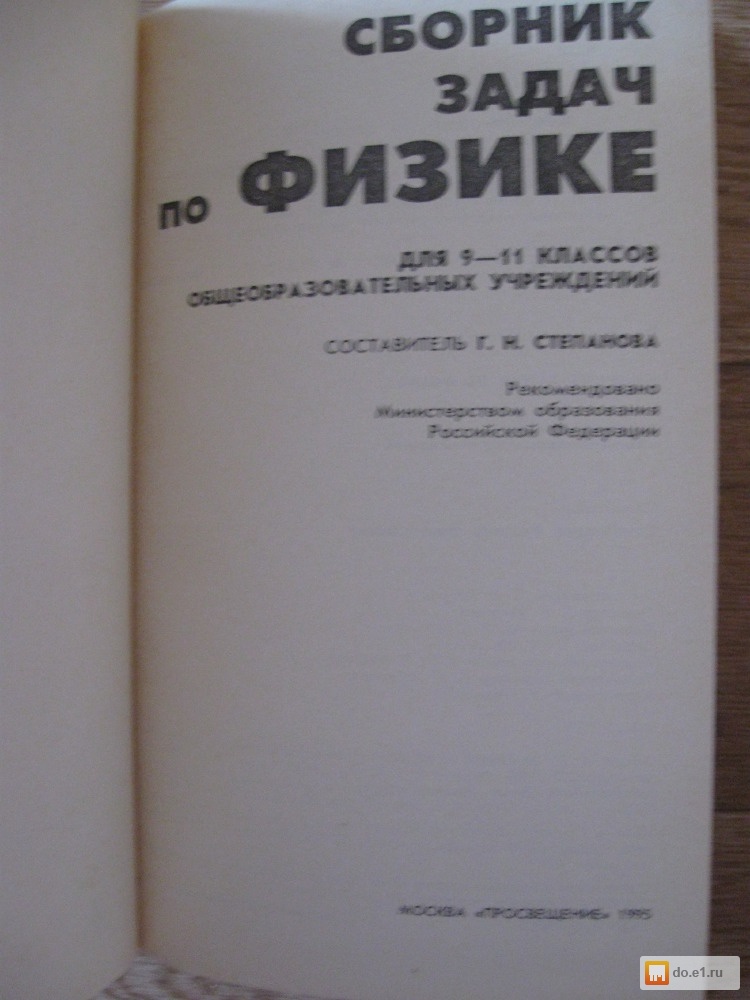 СБОРНИК
ЗАДАЧ
ПО ФИЗИКЕ
ДЛЯ 9—11 КЛАССОВ
ОБЩЕОБРАЗОВАТЕЛЬНЫХ УЧРЕЖДЕНИЙ
СОСТАВИТЕЛЬ Г. Н. СТЕПАНОВА
Рекомендовано
Министерством образования
Российской Федерации
МОСКВА «ПРОСВЕЩЕНИЕ» 1995
do.e1.ru